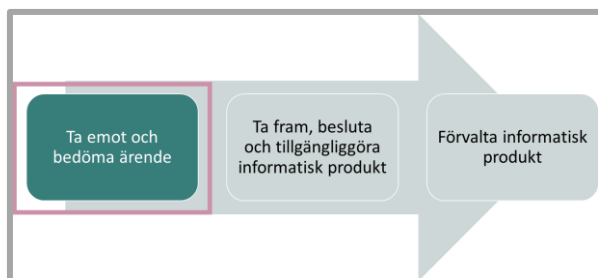 Ta emot och
bedöma ärende
Ta fram, besluta
och tillgängliggöra
informatisk produkt
Förvalta informatisk
produkt